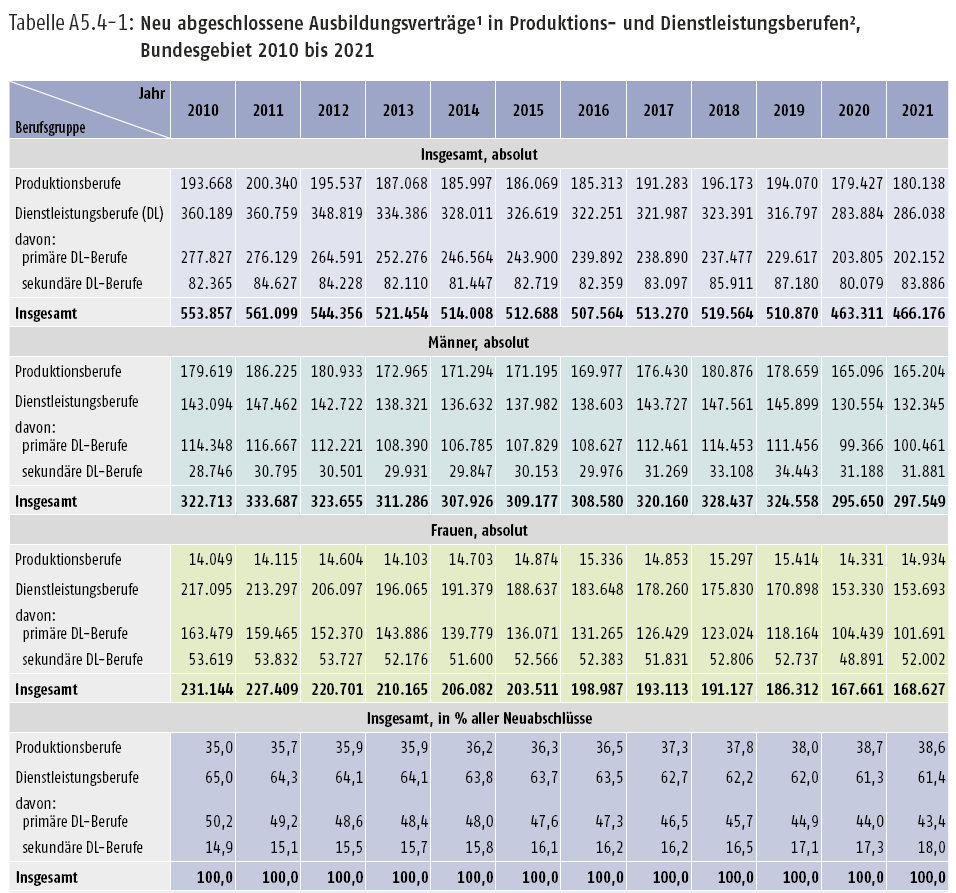 Tabelle A5.4-1: Neu abgeschlossene Ausbildungsverträge¹ in Produktions- und Dienstleistungsberufen²,
Bundesgebiet 2010 bis 2021
Jahr
Berufsgruppe
2010 2011 2012 2013 2014 2015 2016 2017 2018 2019 2020 2021
Insgesamt, absolut
Produktionsberufe 193.668 200.340 195.537 187.068 185.997 186.069 185.313 191.283 196.173 194.070 179.427 180.138
Dienstleistungsberufe (DL) 360.189 360.759 348.819 334.386 328.011 326.619 322.251 321.987 323.391 316.797 283.884 286.038
davon:
primäre DL-Berufe 277.827 276.129 264.591 252.276 246.564 243.900 239.892 238.890 237.477 229.617 203.805 202.152
sekundäre DL-Berufe 82.365 84.627 84.228 82.110 81.447 82.719 82.359 83.097 85.911 87.180 80.079 83.886
Insgesamt 553.857 561.099 544.356 521.454 514.008 512.688 507.564 513.270 519.564 510.870 463.311 466.176
Männer, absolut
Produktionsberufe 179.619 186.225 180.933 172.965 171.294 171.195 169.977 176.430 180.876 178.659 165.096 165.204
Dienstleistungsberufe 143.094 147.462 142.722 138.321 136.632 137.982 138.603 143.727 147.561 145.899 130.554 132.345
davon:
primäre DL-Berufe 114.348 116.667 112.221 108.390 106.785 107.829 108.627 112.461 114.453 111.456 99.366 100.461
sekundäre DL-Berufe 28.746 30.795 30.501 29.931 29.847 30.153 29.976 31.269 33.108 34.443 31.188 31.881
Insgesamt 322.713 333.687 323.655 311.286 307.926 309.177 308.580 320.160 328.437 324.558 295.650 297.549
Frauen, absolut
Produktionsberufe 14.049 14.115 14.604 14.103 14.703 14.874 15.336 14.853 15.297 15.414 14.331 14.934
Dienstleistungsberufe 217.095 213.297 206.097 196.065 191.379 188.637 183.648 178.260 175.830 170.898 153.330 153.693
davon:
primäre DL-Berufe 163.479 159.465 152.370 143.886 139.779 136.071 131.265 126.429 123.024 118.164 104.439 101.691
sekundäre DL-Berufe 53.619 53.832 53.727 52.176 51.600 52.566 52.383 51.831 52.806 52.737 48.891 52.002
Insgesamt 231.144 227.409 220.701 210.165 206.082 203.511 198.987 193.113 191.127 186.312 167.661 168.627
Insgesamt, in % aller Neuabschlüsse
Produktionsberufe 35,0 35,7 35,9 35,9 36,2 36,3 36,5 37,3 37,8 38,0 38,7 38,6
Dienstleistungsberufe 65,0 64,3 64,1 64,1 63,8 63,7 63,5 62,7 62,2 62,0 61,3 61,4
davon:
primäre DL-Berufe 50,2 49,2 48,6 48,4 48,0 47,6 47,3 46,5 45,7 44,9 44,0 43,4
sekundäre DL-Berufe 14,9 15,1 15,5 15,7 15,8 16,1 16,2 16,2 16,5 17,1 17,3 18,0
Insgesamt 100,0 100,0 100,0 100,0 100,0 100,0 100,0 100,0 100,0 100,0 100,0 100,0